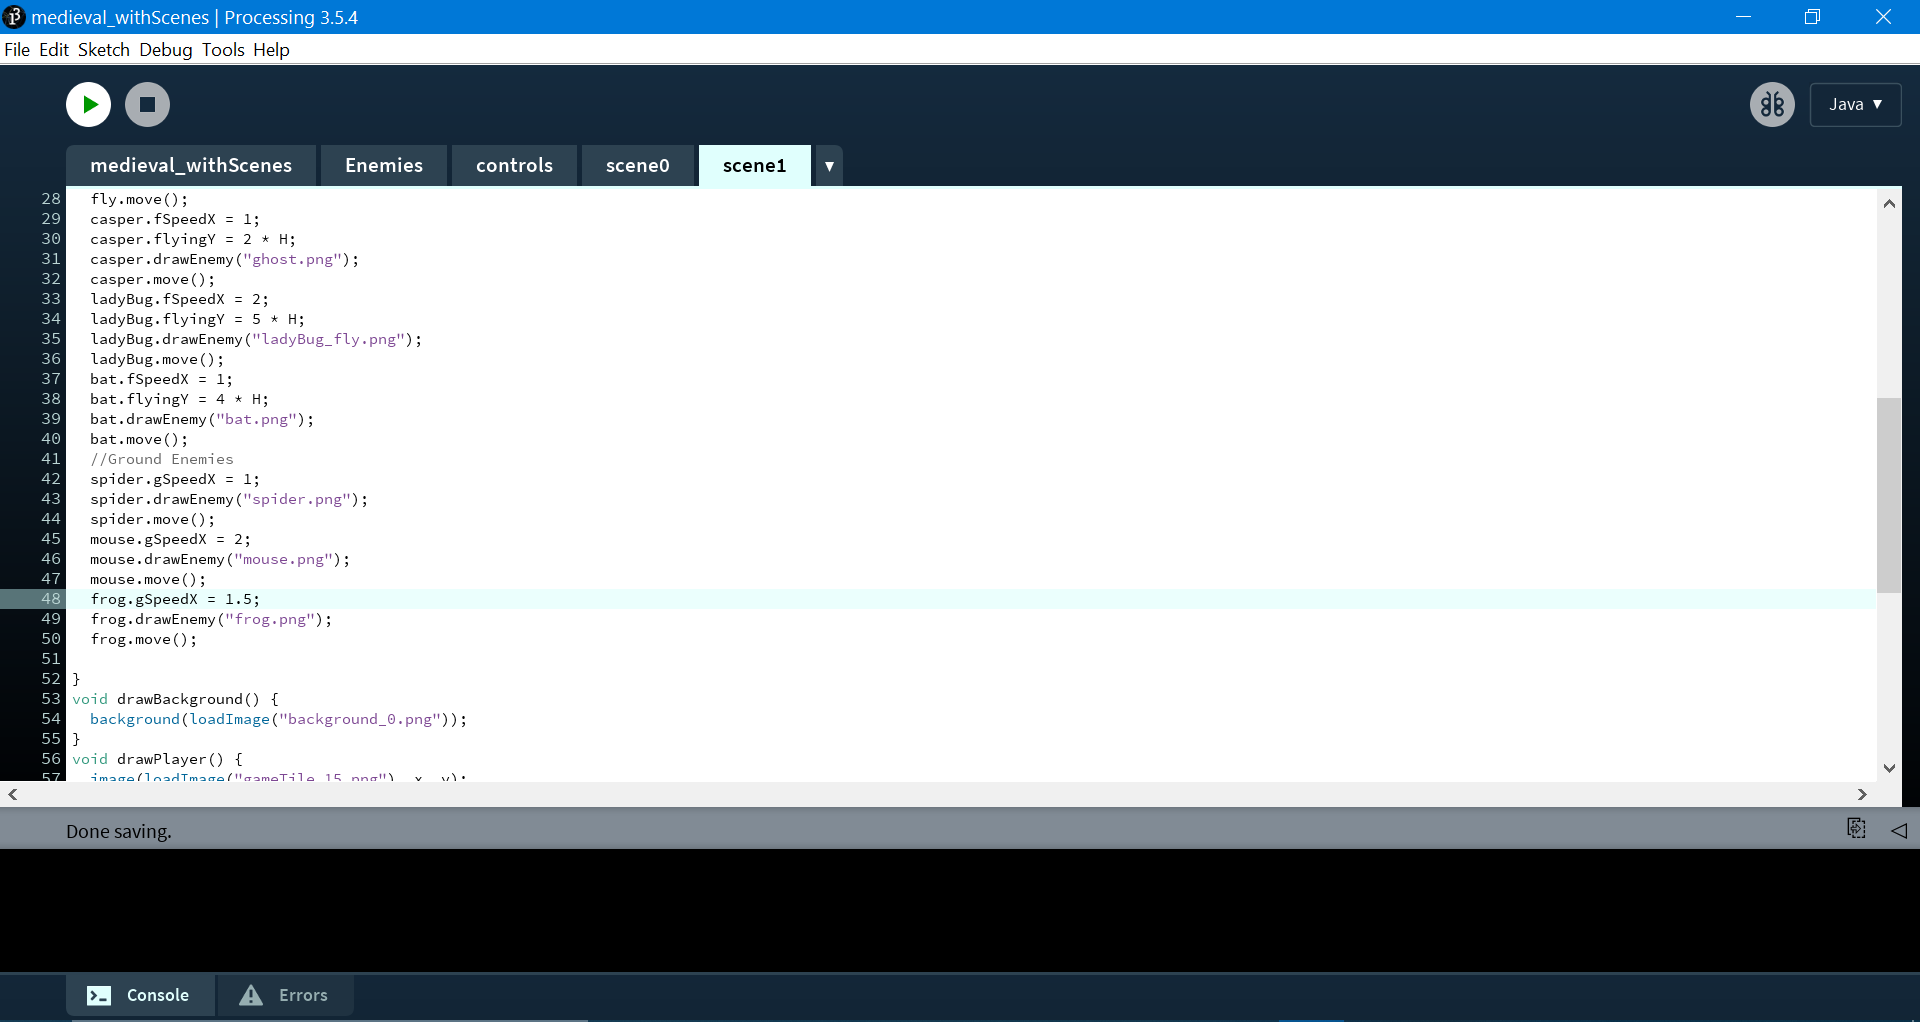 medieval_withScenes | Processing 3.5.4
File Edit Sketch Debug Tools Help
Java ▼
medieval_withScenes Enemies controls scene0 scene1 ▼
28 fly.move();
29 casper.fSpeedX = 1;
30 casper.flyingY = 2 * H;
31 casper.drawEnemy("ghost.png");
32 casper.move();
33 ladyBug.fSpeedX = 2;
34 ladyBug.flyingY = 5 * H;
35 ladyBug.drawEnemy("ladyBug_fly.png");
36 ladyBug.move();
37 bat.fSpeedX = 1;
38 bat.flyingY = 4 * H;
39 bat.drawEnemy("bat.png");
40 bat.move();
41 //Ground Enemies
42 spider.gSpeedX = 1;
43 spider.drawEnemy("spider.png");
44 spider.move();
45 mouse.gSpeedX = 2;
46 mouse.drawEnemy("mouse.png");
47 mouse.move();
48 frog.gSpeedX = 1.5;
49 frog.drawEnemy("frog.png");
50 frog.move();
51
52 }
53 void drawBackground() {
54 background(loadImage("background_0.png"));
55 }
56 void drawPlayer() {
57 image(loadImage("gameTile_15.png"), x, y);
Done saving.
Console Errors